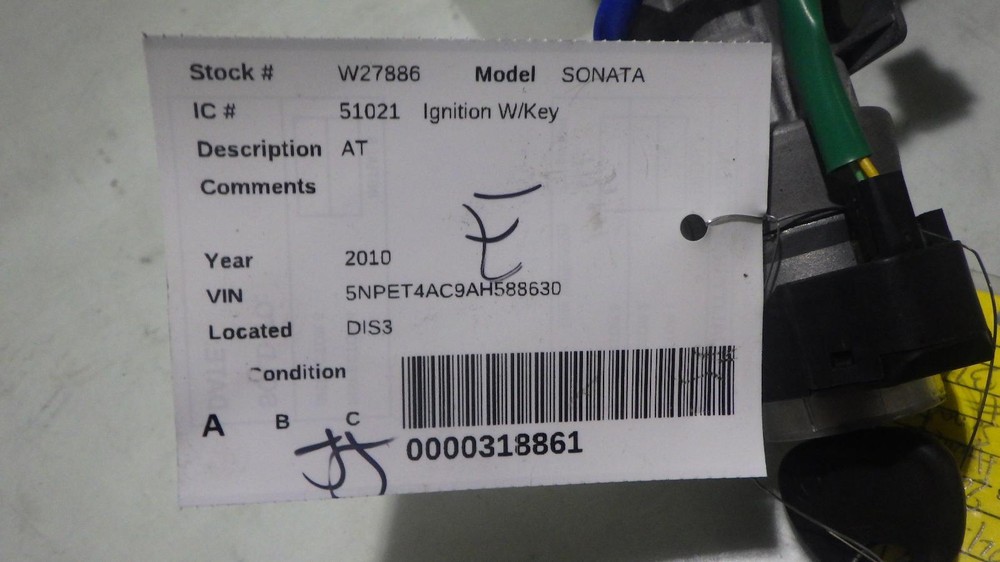 Stock # W27886 Model SONATA
IC # 51021 Ignition W/Key
Description AT
Comments
Year 2010
VIN 5NPET4AC9AH588630
Located DIS3
Condition
A B C
0000318861